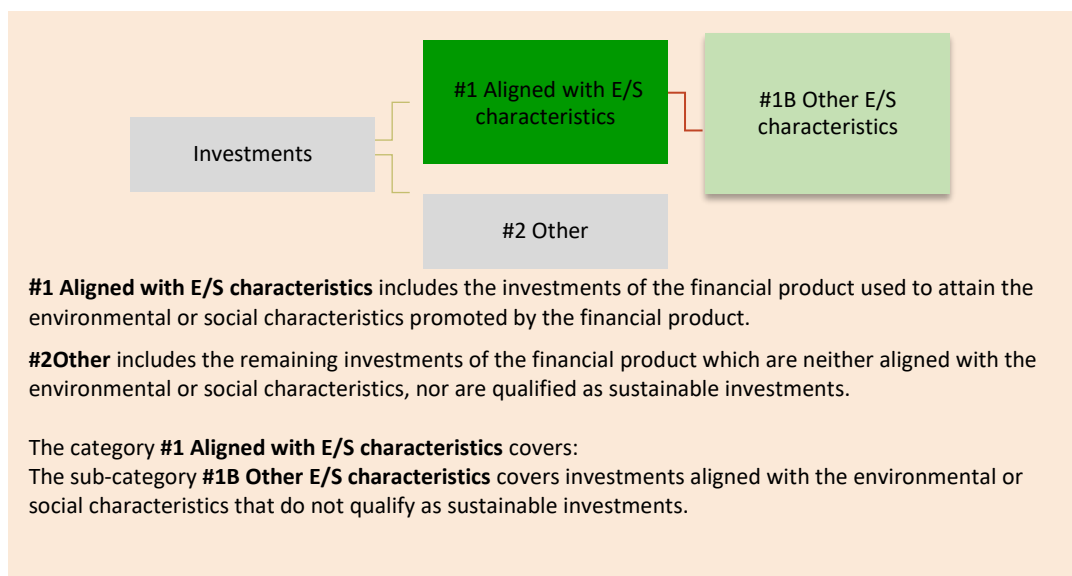 #1 Aligned with E/S
characteristics
#1B Other E/S
characteristics
Investments
#2 Other
#1 Aligned with E/S characteristics includes the investments of the financial product used to attain the
environmental or social characteristics promoted by the financial product.
#2Other includes the remaining investments of the financial product which are neither aligned with the
environmental or social characteristics, nor are qualified as sustainable investments.
The category #1 Aligned with E/S characteristics covers:
The sub-category #1B Other E/S characteristics covers investments aligned with the environmental or
social characteristics that do not qualify as sustainable investments.